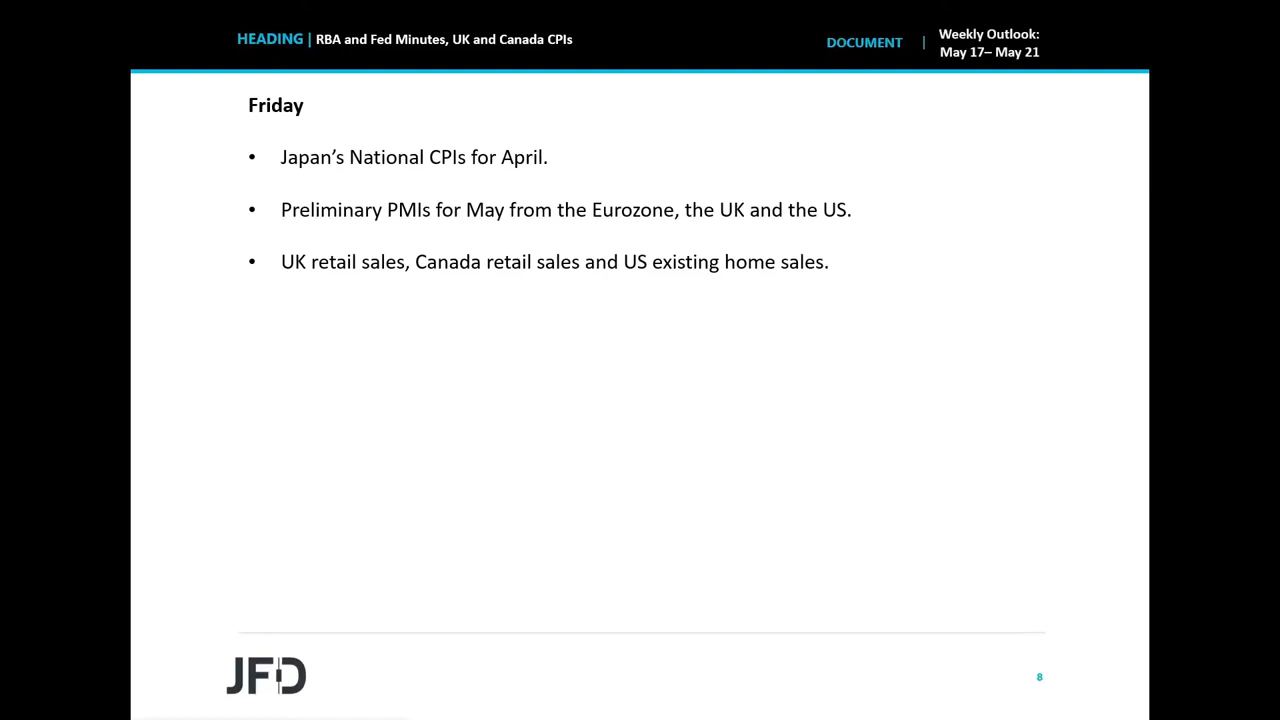 HEADING | RBA and Fed Minutes, UK and Canada CPIs
DOCUMENT | Weekly Outlook:
May 17– May 21
Friday
• Japan’s National CPIs for April.
• Preliminary PMIs for May from the Eurozone, the UK and the US.
• UK retail sales, Canada retail sales and US existing home sales.
JFD
8